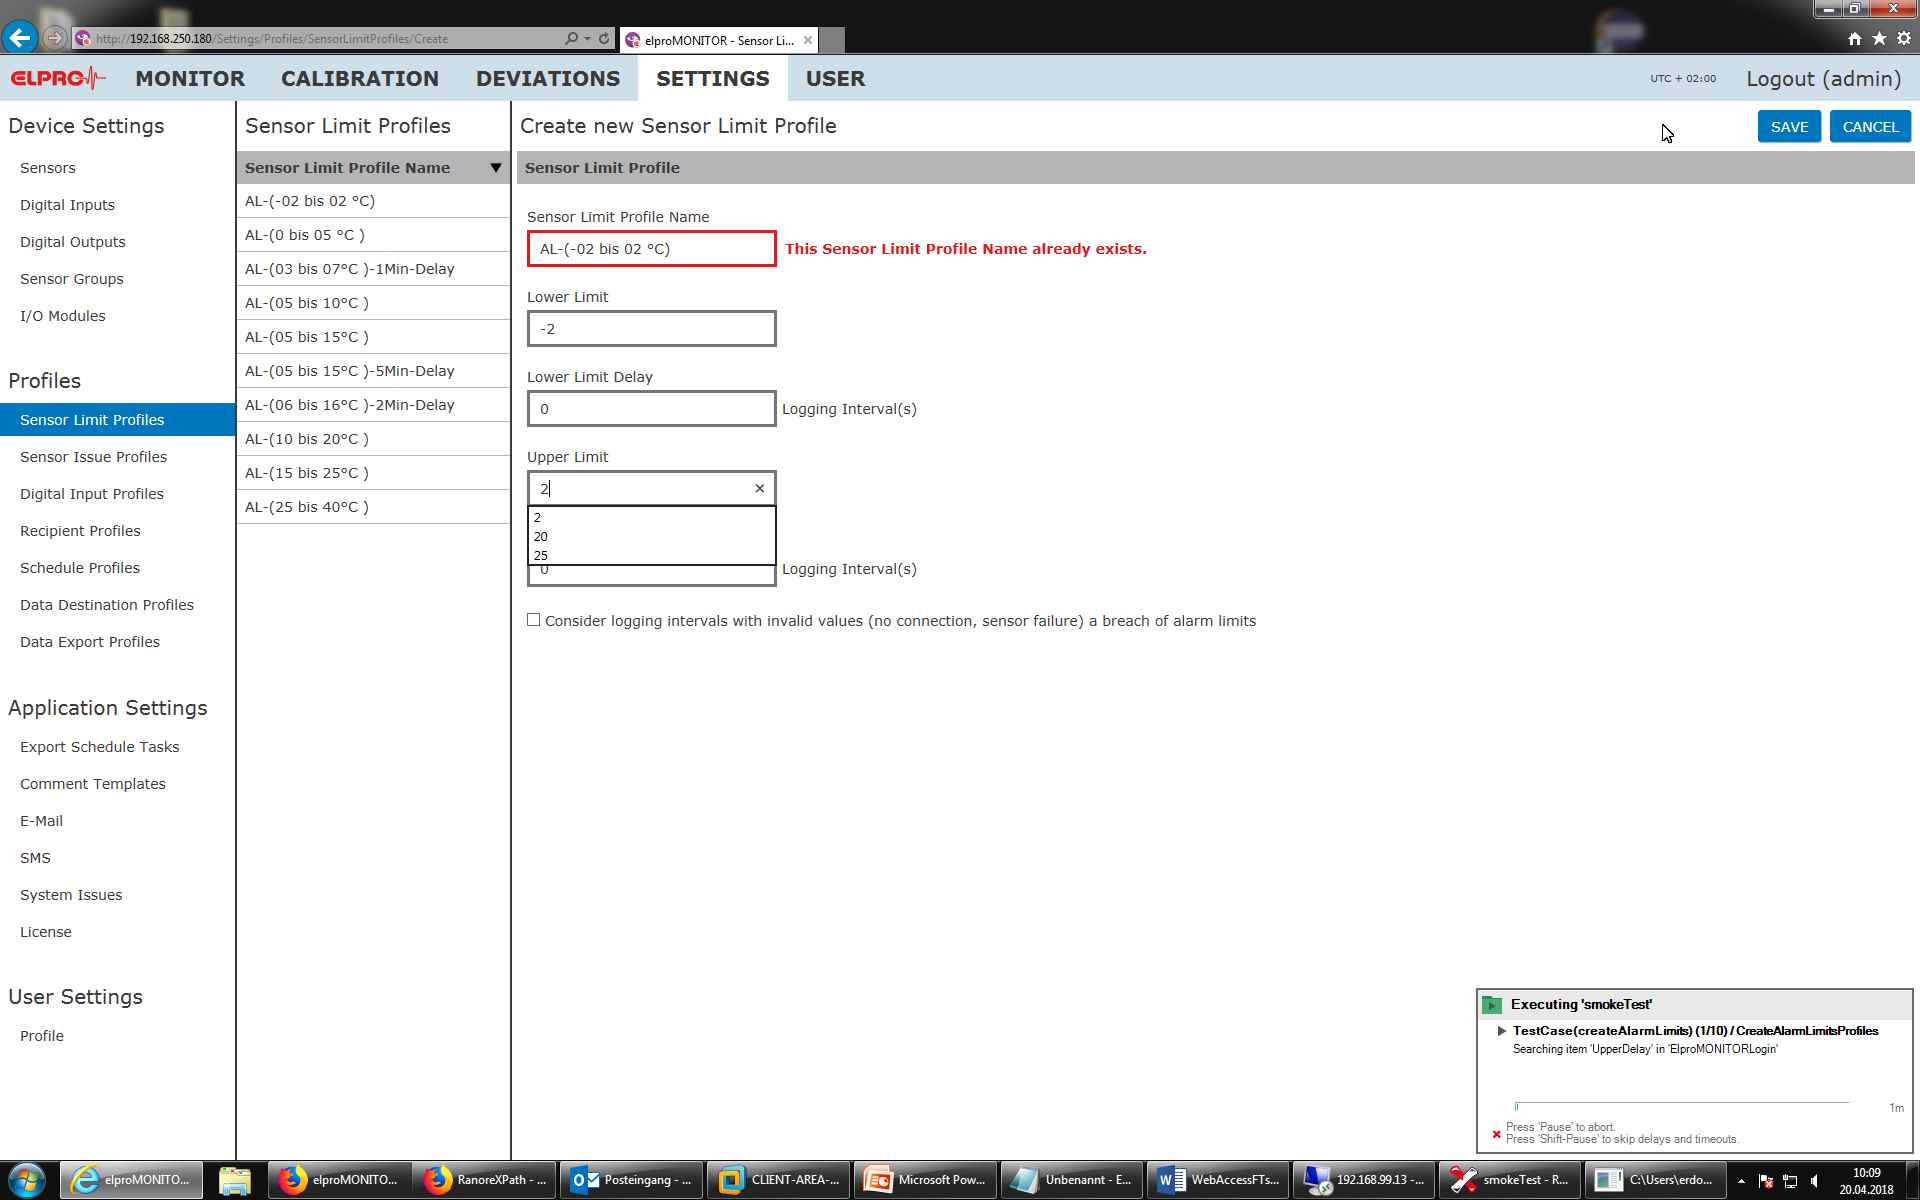 http://192.168.250.180/Settings/Profiles/SensorLimitProfiles/Create
elproMONITOR - Sensor Li...
ELPRO
MONITOR
CALIBRATION
DEVIATIONS
SETTINGS
USER
UTC + 02:00
Logout (admin)
Device Settings
Sensors
Digital Inputs
Digital Outputs
Sensor Groups
I/O Modules
Profiles
Sensor Limit Profiles
Sensor Issue Profiles
Digital Input Profiles
Recipient Profiles
Schedule Profiles
Data Destination Profiles
Data Export Profiles
Application Settings
Export Schedule Tasks
Comment Templates
E-Mail
SMS
System Issues
License
User Settings
Profile
Sensor Limit Profiles
Sensor Limit Profile Name
AL-(-02 bis 02 °C)
AL-(0 bis 05 °C )
AL-(03 bis 07°C )-1Min-Delay
AL-(05 bis 10°C )
AL-(05 bis 15°C )
AL-(05 bis 15°C )-5Min-Delay
AL-(06 bis 16°C )-2Min-Delay
AL-(10 bis 20°C )
AL-(15 bis 25°C )
AL-(25 bis 40°C )
Create new Sensor Limit Profile
SAVE
CANCEL
Sensor Limit Profile
Sensor Limit Profile Name
AL-(-02 bis 02 °C)
This Sensor Limit Profile Name already exists.
Lower Limit
-2
Lower Limit Delay
0
Logging Interval(s)
Upper Limit
2
2
20
25
0
Logging Interval(s)
Consider logging intervals with invalid values (no connection, sensor failure) a breach of alarm limits
Executing 'smokeTest'
TestCase(createAlarmLimits) (1/10) / CreateAlarmLimitsProfiles
Searching item 'UpperDelay' in 'ElproMONITORLogin'
1m
Press 'Pause' to abort.
Press 'Shift-Pause' to skip delays and timeouts.
elproMONITO...
elproMONITO...
RanoreXPath - ...
Posteingang - ...
CLIENT-AREA-...
Microsoft Pow...
Unbenannt - E...
WebAccessFTs...
192.168.99.13 -...
smokeTest - R...
C:\Users\erdo...
10:09
20.04.2018